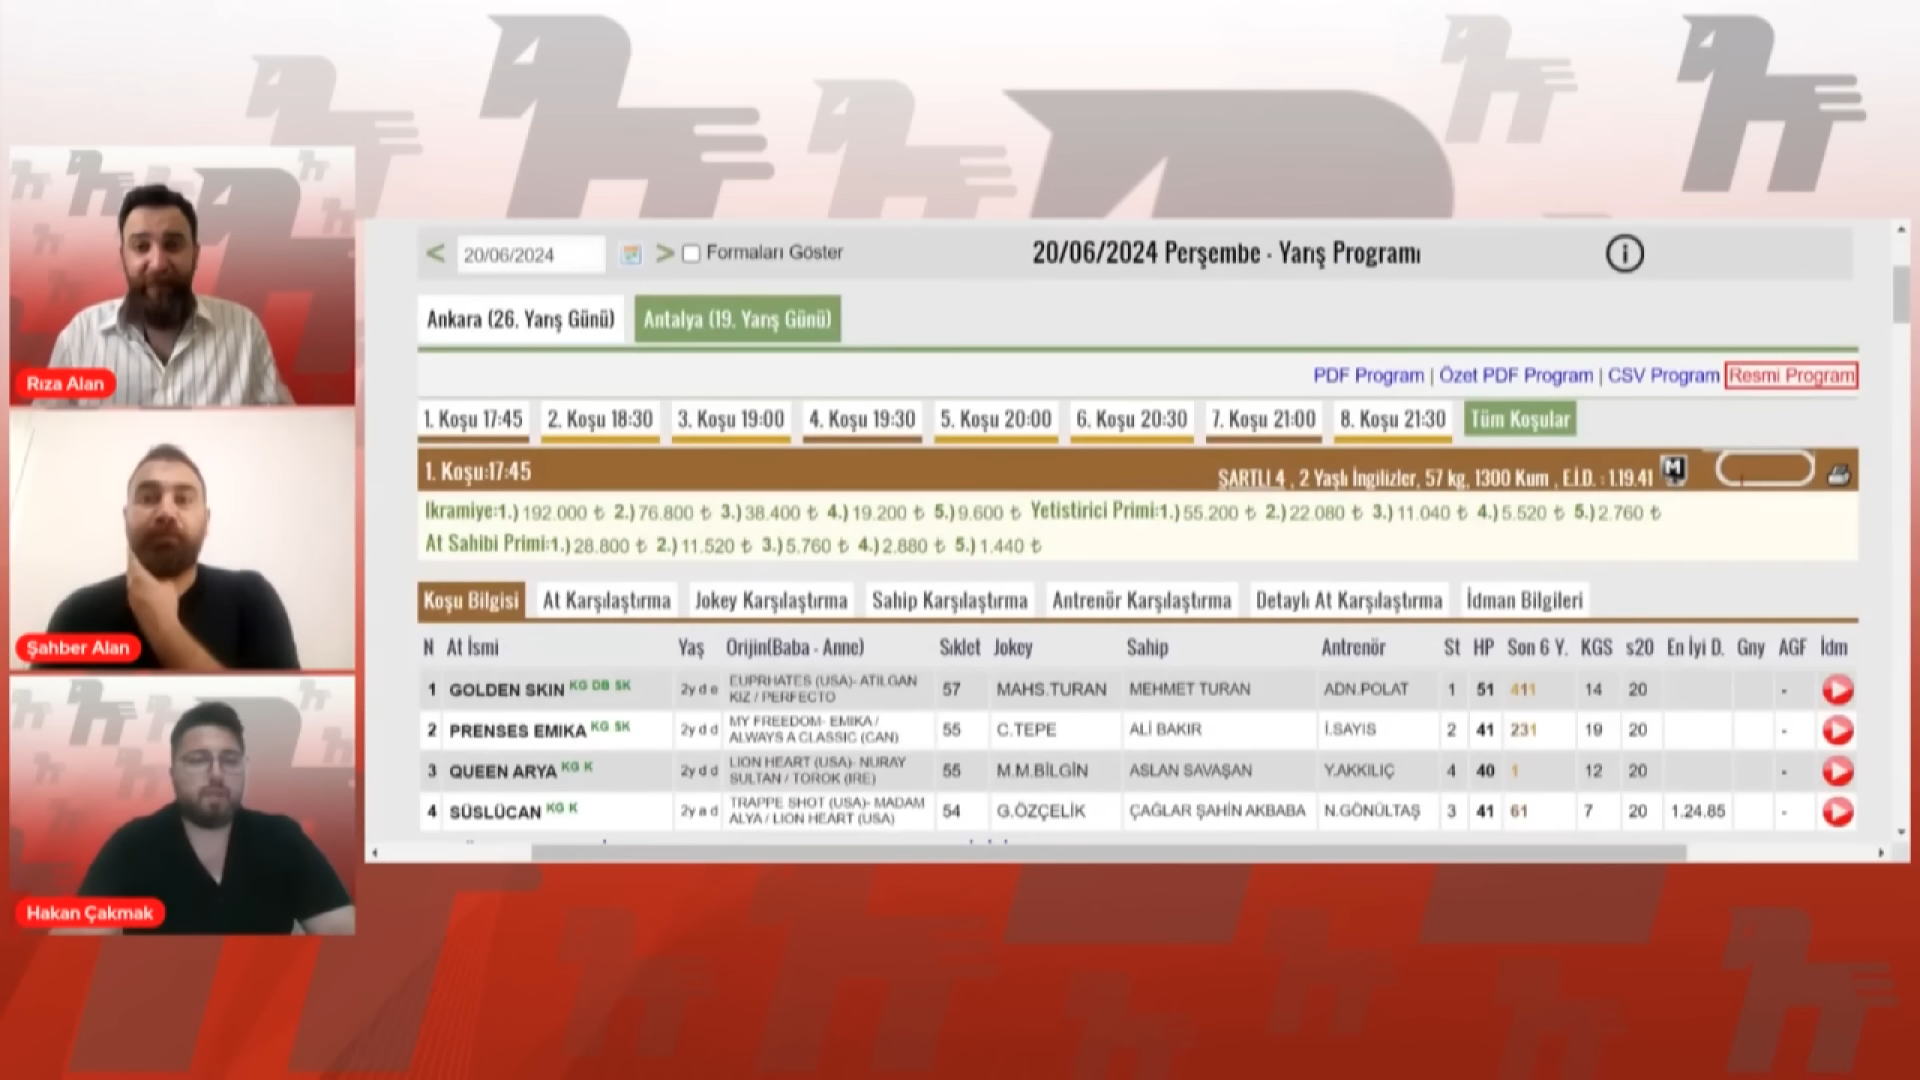 Rıza Alan
Şahber Alan
Hakan Çakmak
20/06/2024 Formaları Göster 20/06/2024 Perşembe - Yarış Programı
Ankara (26. Yarış Günü) Antalya (19. Yarış Günü)
PDF Program | Özet PDF Program | CSV Program Resmi Program
1. Koşu 17:45 2. Koşu 18:30 3. Koşu 19:00 4. Koşu 19:30 5. Koşu 20:00 6. Koşu 20:30 7. Koşu 21:00 8. Koşu 21:30 Tüm Koşular
1. Koşu:17:45 ŞARTLI 4 , 2 Yaşlı İngilizler, 57 kg, 1300 Kum , E.İ.D. : 1.19.41 M
Ikramiye:1.) 192.000 ₺ 2.) 76.800 ₺ 3.) 38.400 ₺ 4.) 19.200 ₺ 5.) 9.600 ₺ Yetistirici Primi:1.) 55.200 ₺ 2.) 22.080 ₺ 3.) 11.040 ₺ 4.) 5.520 ₺ 5.) 2.760 ₺
At Sahibi Primi:1.) 28.800 ₺ 2.) 11.520 ₺ 3.) 5.760 ₺ 4.) 2.880 ₺ 5.) 1.440 ₺
Koşu Bilgisi At Karşılaştırma Jokey Karşılaştırma Sahip Karşılaştırma Antrenör Karşılaştırma Detaylı At Karşılaştırma İdman Bilgileri
N At İsmi Yaş Orijin(Baba - Anne) Sıklet Jokey Sahip Antrenör St HP Son 6 Y. KGS s20 En İyi D. Gny AGF İdm
1 GOLDEN SKIN KG DB SK 2y d e EUPRHATES (USA)- ATILGAN KIZ / PERFECTO 57 MAHS.TURAN MEHMET TURAN ADN.POLAT 1 51 411 14 20 -
2 PRENSES EMIKA KG SK 2y d d MY FREEDOM- EMIKA / ALWAYS A CLASSIC (CAN) 55 C.TEPE ALİ BAKIR İ.SAYIS 2 41 231 19 20 -
3 QUEEN ARYA KG K 2y d d LION HEART (USA)- NURAY SULTAN / TOROK (IRE) 55 M.M.BİLGİN ASLAN SAVAŞAN Y.AKKILIÇ 4 40 1 12 20 -
4 SÜSLÜCAN KG K 2y a d TRAPPE SHOT (USA)- MADAM ALYA / LION HEART (USA) 54 G.ÖZÇELİK ÇAĞLAR ŞAHİN AKBABA N.GÖNÜLTAŞ 3 41 61 7 20 1.24.85 -